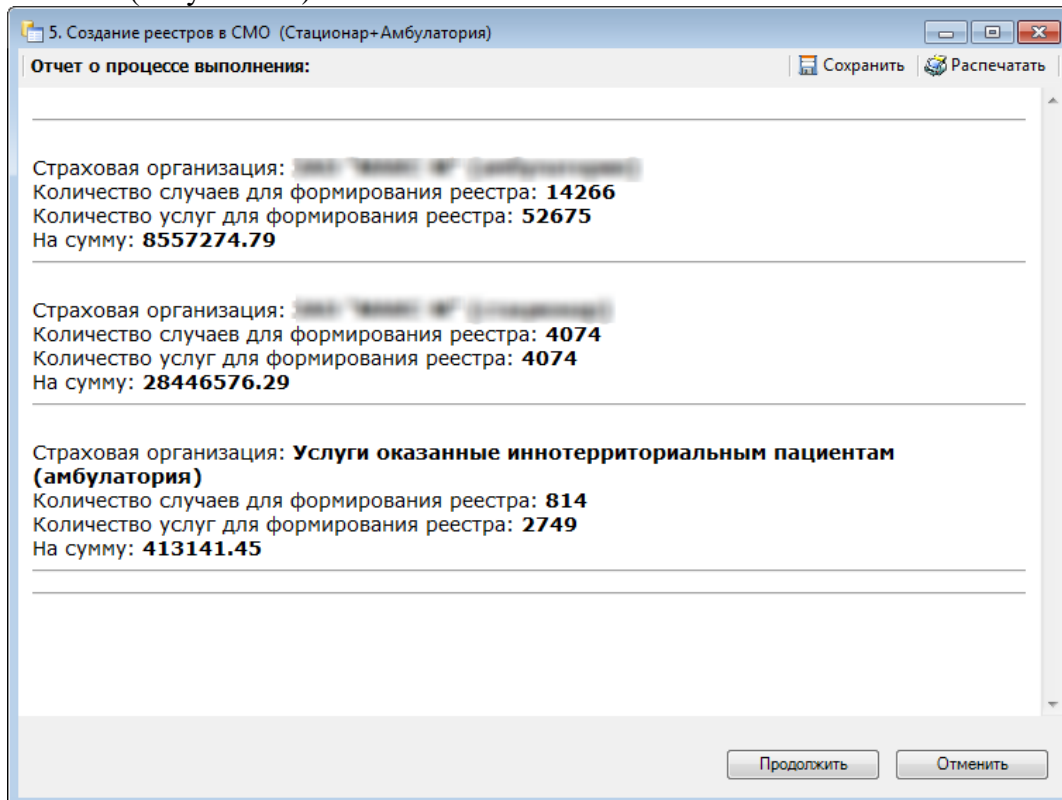 5. Создание реестров в СМО (Стационар+Амбулатория)
Отчет о процессе выполнения:
Сохранить
Распечатать
Страховая организация:
Количество случаев для формирования реестра: 14266
Количество услуг для формирования реестра: 52675
На сумму: 8557274.79
Страховая организация:
Количество случаев для формирования реестра: 4074
Количество услуг для формирования реестра: 4074
На сумму: 28446576.29
Страховая организация: Услуги оказанные иннотерриториальным пациентам
(амбулатория)
Количество случаев для формирования реестра: 814
Количество услуг для формирования реестра: 2749
На сумму: 413141.45
Продолжить
Отменить